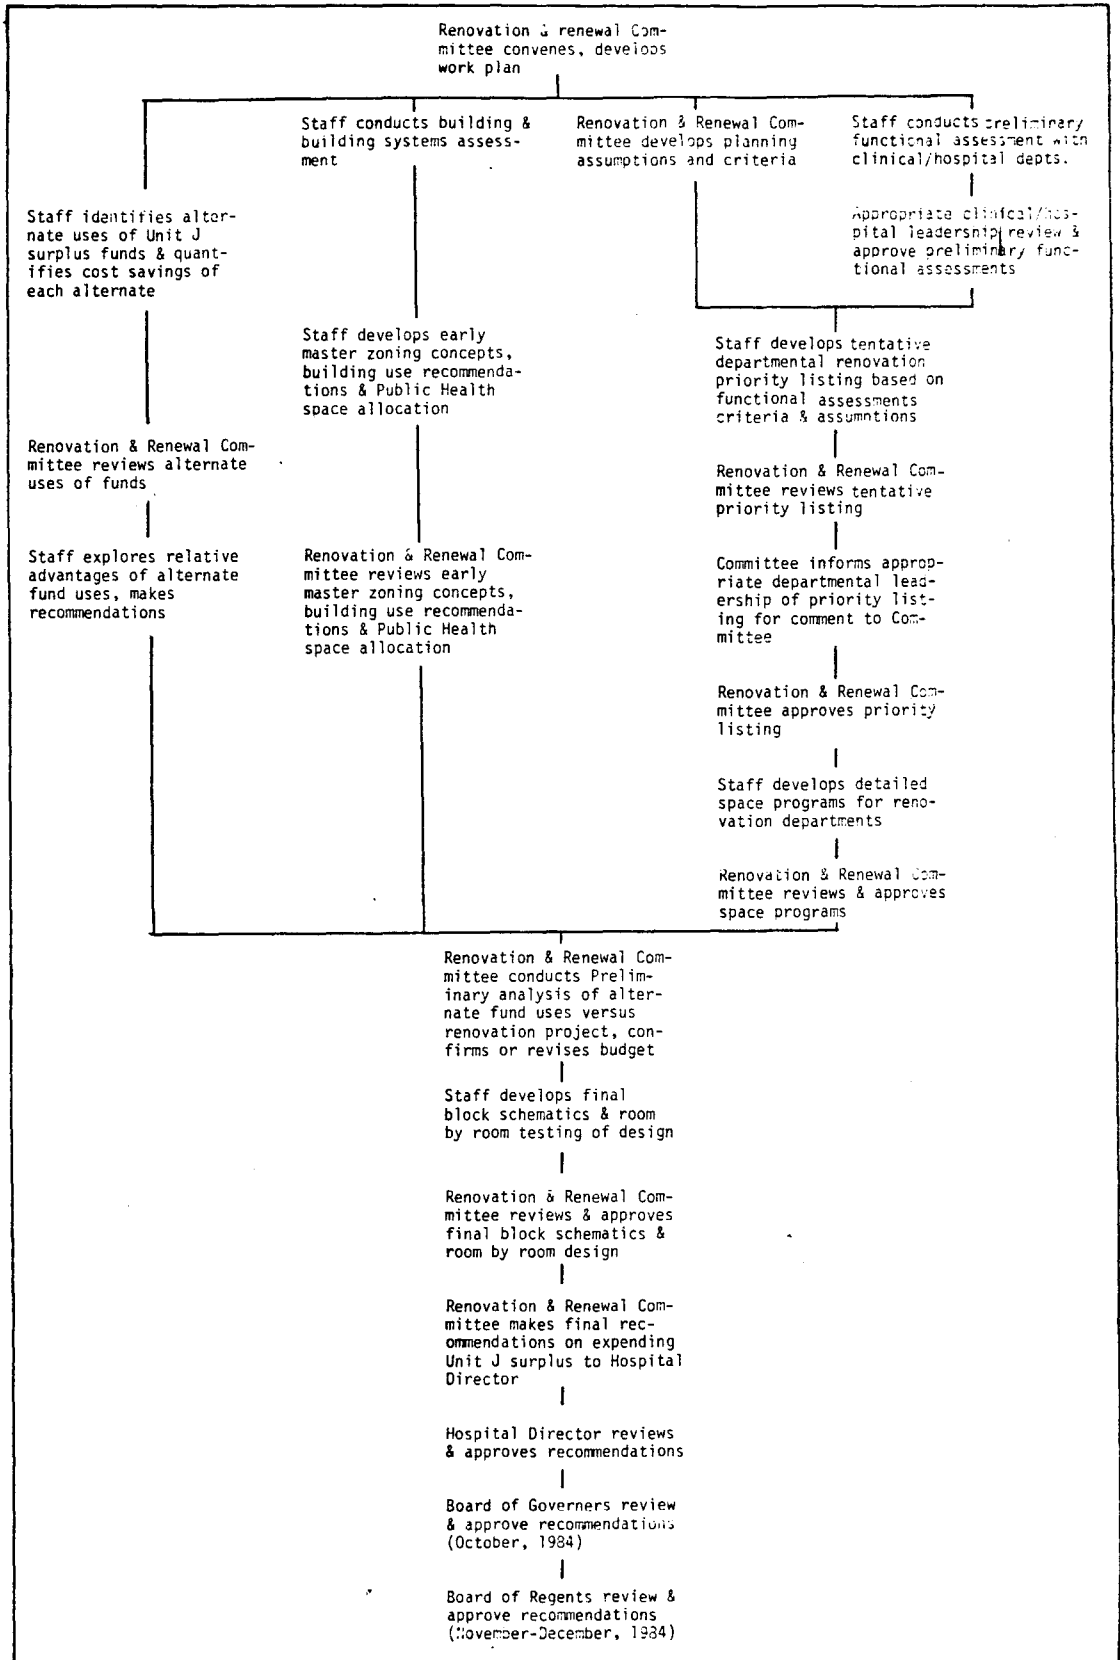 Renovation & renewal Com-
mittee convenes, develops
work plan
Staff conducts building &
building systems assess-
ment
Renovation & Renewal Com-
mittee develops planning
assumptions and criteria
Staff conducts preliminary
functional assessment with
clinical/hospital depts.
Staff identifies alter-
nate uses of Unit J
surplus funds & quant-
ifies cost savings of
each alternate
Appropriate clinical/hos-
pital leadership review &
approve preliminary func-
tional assessments
Staff develops early
master zoning concepts,
building use recommenda-
tions & Public Health
space allocation
Staff develops tentative
departmental renovation
priority listing based on
functional assessments
criteria & assumntions
Renovation & Renewal Com-
mittee reviews alternate
uses of funds
Renovation & Renewal Com-
mittee reviews tentative
priority listing
Staff explores relative
advantages of alternate
fund uses, makes
recommendations
Renovation & Renewal Com-
mittee reviews early
master zoning concepts,
building use recommenda-
tions & Public Health
space allocation
Committee informs approp-
riate departmental lead-
ership of priority list-
ing for comment to Com-
mittee
Renovation & Renewal Com-
mittee approves priority
listing
Staff develops detailed
space programs for reno-
vation departments
Renovation & Renewal Com-
mittee reviews & approves
space programs
Renovation & Renewal Com-
mittee conducts Prelim-
inary analysis of alter-
nate fund uses versus
renovation project, con-
firms or revises budget
Staff develops final
block schematics & room
by room testing of design
Renovation & Renewal Com-
mittee reviews & approves
final block schematics &
room by room design
Renovation & Renewal Com-
mittee makes final rec-
ommendations on expending
Unit J surplus to Hospital
Director
Hospital Director reviews
& approves recommendations
Board of Governers review
& approve recommendations
(October, 1984)
Board of Regents review &
approve recommendations
(November-December, 1984)